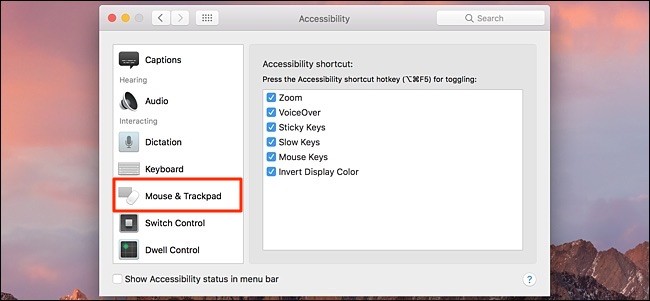 Accessibility
Search
Captions
Hearing
Audio
Interacting
Dictation
Keyboard
Mouse & Trackpad
Switch Control
Dwell Control
Accessibility shortcut:
Press the Accessibility shortcut hotkey (⌥⌘F5) for toggling:
Zoom
VoiceOver
Sticky Keys
Slow Keys
Mouse Keys
Invert Display Color
Show Accessibility status in menu bar
?